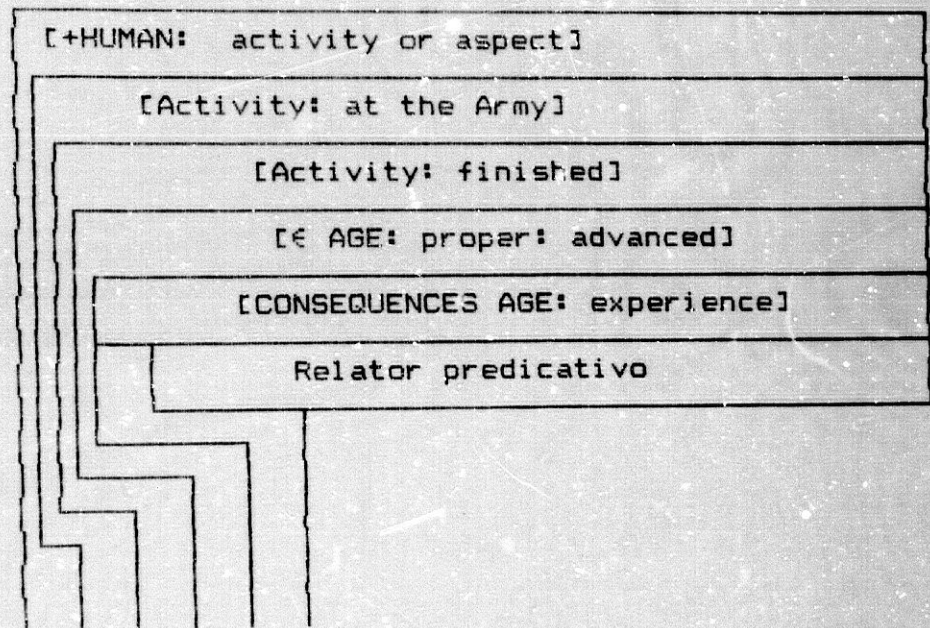 [+HUMAN: activity or aspect]
[Activity: at the Army]
[Activity: finished]
[∈ AGE: proper: advanced]
[CONSEQUENCES AGE: experience]
Relator predicativo